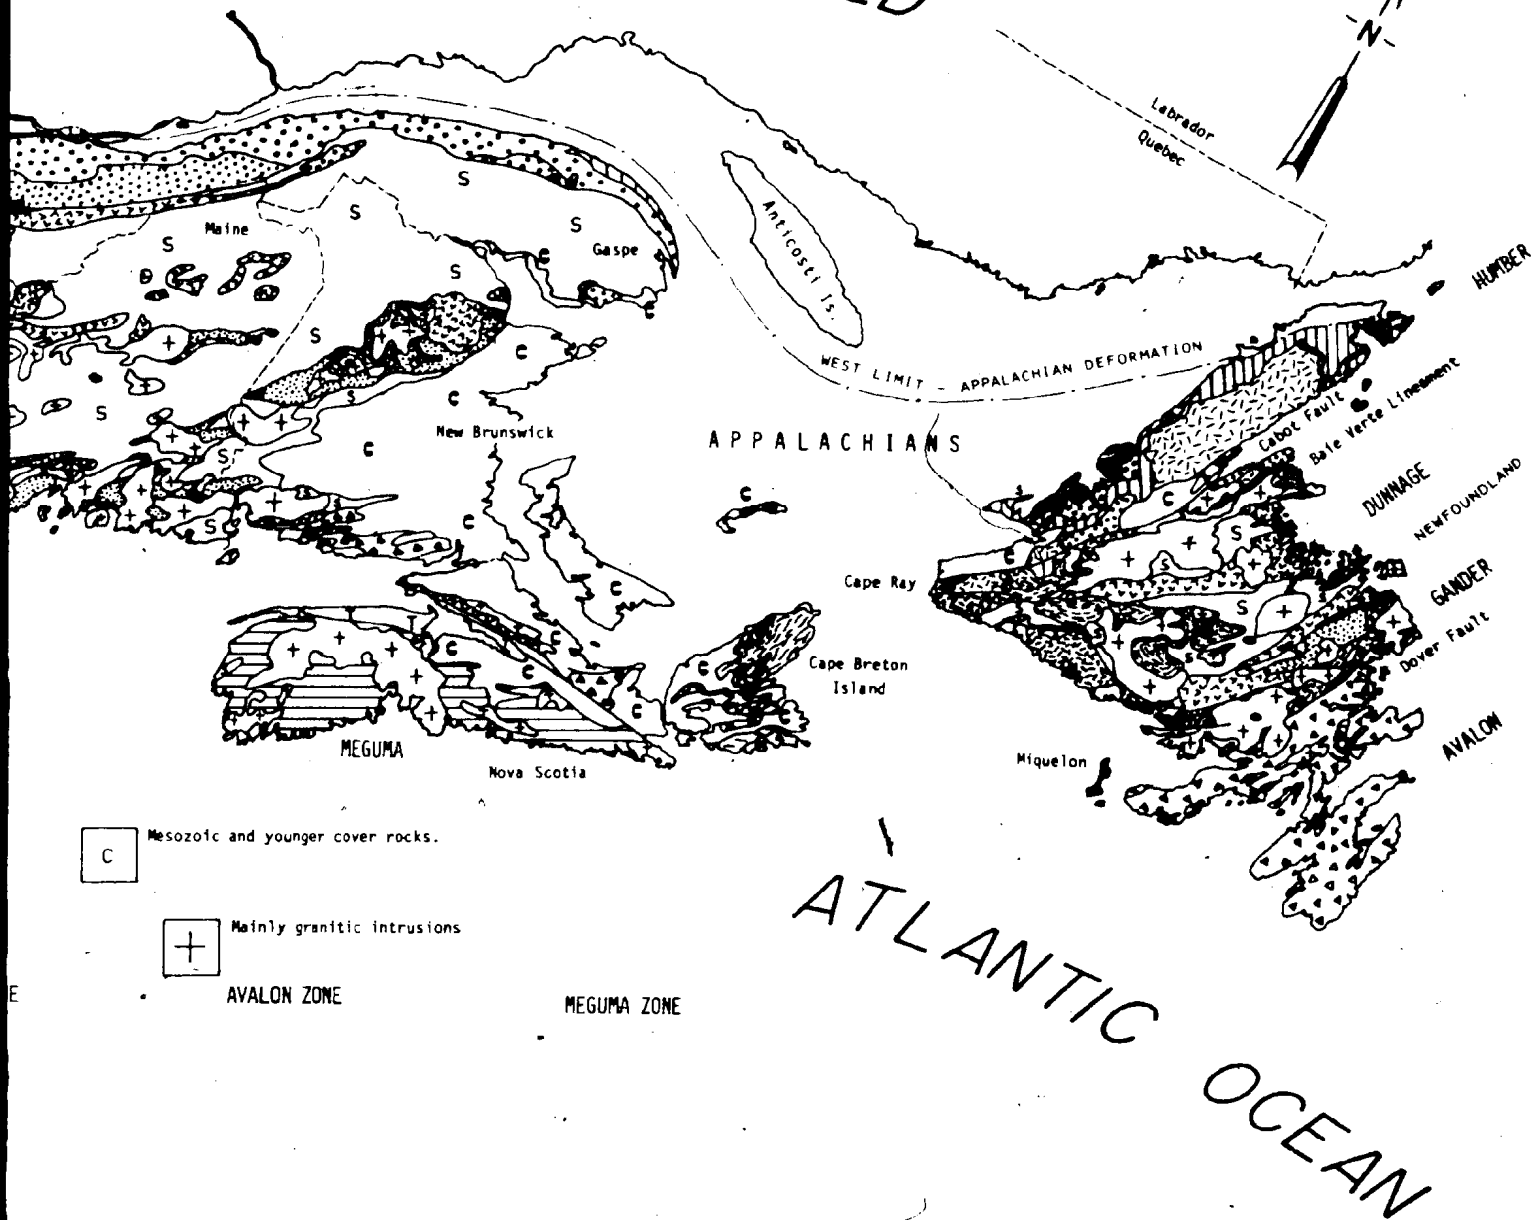 N
Labrador
Quebec
Anticosti Is.
HUMBER
Maine
S
S
S
S
Gaspe
C
S
C
S
C
WEST LIMIT - APPALACHIAN DEFORMATION
Cabot Fault
Baie Verte Lineament
S
C
S
New Brunswick
APPALACHIANS
C
S
C
C
DUNNAGE
NEWFOUNDLAND
S
C
S
C
Cape Ray
C
GANDER
S
Dover Fault
T
C
C
C
C
Cape Breton
Island
C
C
MEGUMA
Nova Scotia
Miquelon
AVALON
C
Mesozoic and younger cover rocks.
+
Mainly granitic intrusions
E
AVALON ZONE
MEGUMA ZONE
ATLANTIC OCEAN